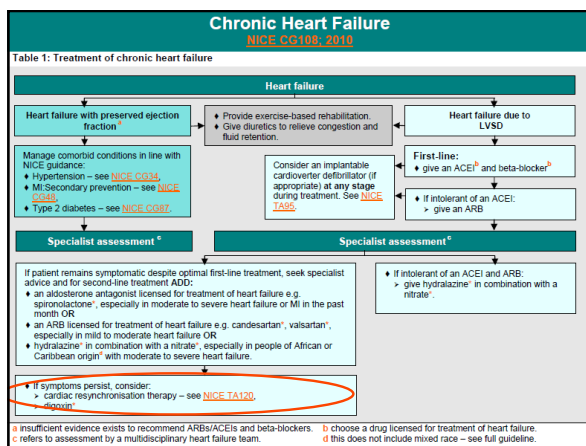 Chronic Heart Failure
NICE CG108; 2010
Table 1: Treatment of chronic heart failure
Heart failure
Heart failure with preserved ejection
fraction a
♦ Provide exercise-based rehabilitation.
♦ Give diuretics to relieve congestion and
fluid retention.
Heart failure due to
LVSD
Manage comorbid conditions in line with
NICE guidance:
♦ Hypertension – see NICE CG34,
♦ MI:Secondary prevention – see NICE
CG48,
♦ Type 2 diabetes – see NICE CG87.
Consider an implantable
cardioverter defibrillator (if
appropriate) at any stage
during treatment. See NICE
TA95.
First-line:
♦ give an ACEI b and beta-blocker b
♦ If intolerant of an ACEI:
➢ give an ARB
Specialist assessment c
Specialist assessment c
If patient remains symptomatic despite optimal first-line treatment, seek specialist
advice and for second-line treatment ADD:
♦ an aldosterone antagonist licensed for treatment of heart failure e.g.
spironolactone*, especially in moderate to severe heart failure or MI in the past
month OR
♦ an ARB licensed for treatment of heart failure e.g. candesartan*, valsartan*,
especially in mild to moderate heart failure OR
♦ hydralazine* in combination with a nitrate*, especially in people of African or
Caribbean origin d with moderate to severe heart failure.
♦ If intolerant of an ACEI and ARB:
➢ give hydralazine* in combination with a
nitrate*.
♦ If symptoms persist, consider:
➢ cardiac resynchronisation therapy – see NICE TA120,
➢ digoxin*
a insufficient evidence exists to recommend ARBs/ACEIs and beta-blockers. b choose a drug licensed for treatment of heart failure.
c refers to assessment by a multidisciplinary heart failure team. d this does not include mixed race – see full guideline.